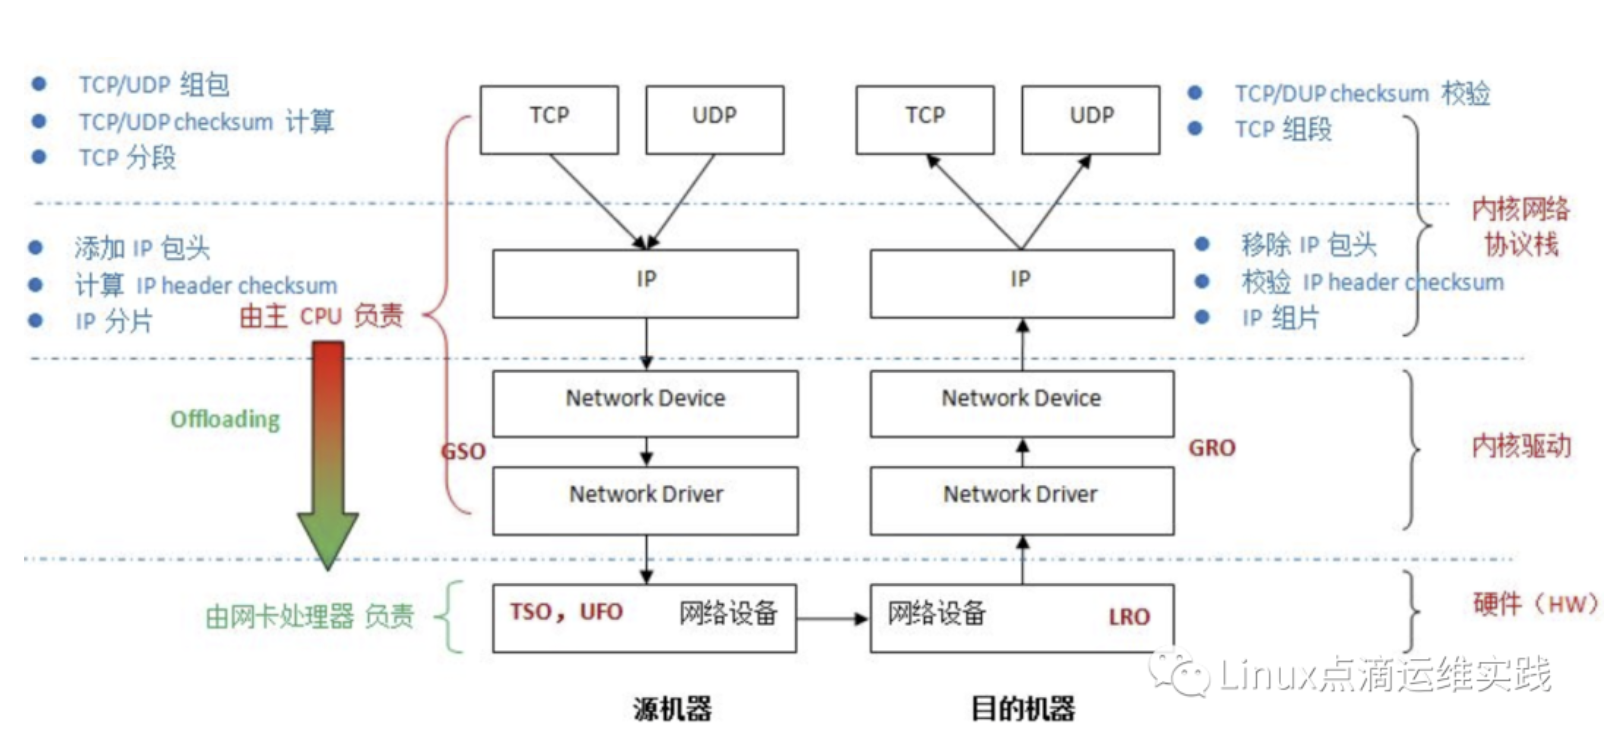 TCP/UDP 组包
TCP/UDP checksum 计算
TCP 分段
TCP
UDP
TCP
UDP
TCP/DUP checksum 校验
TCP 组段
内核网络
协议栈
添加 IP 包头
计算 IP header checksum
IP 分片
由主 CPU 负责
IP
IP
移除 IP 包头
校验 IP header checksum
IP 组片
Offloading
Network Device
Network Device
GSO
GRO
内核驱动
Network Driver
Network Driver
由网卡处理器 负责
TSO，UFO 网络设备
网络设备 LRO
硬件（HW）
Linux点滴运维实践
源机器
目的机器